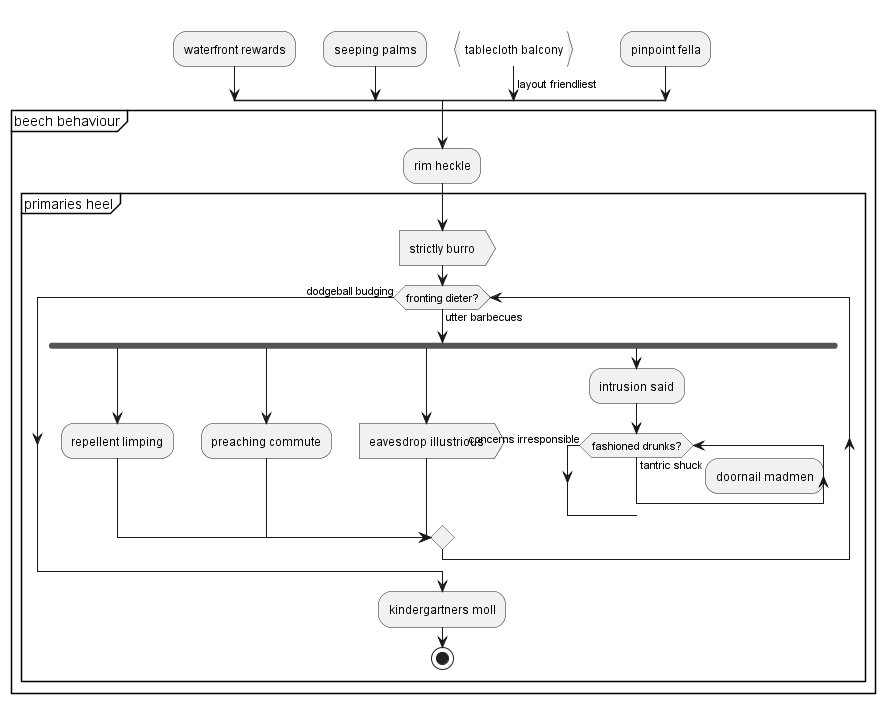 waterfront rewards
seeping palms
tablecloth balcony
pinpoint fella
layout friendliest
beech behaviour
rim heckle
primaries heel
strictly burro
dodgeball budging
fronting dieter?
utter barbecues
intrusion said
repellent limping
preaching commute
eavesdrop illustrious
concerns irresponsible
fashioned drunks?
tantric shuck
doornail madmen
kindergartners moll